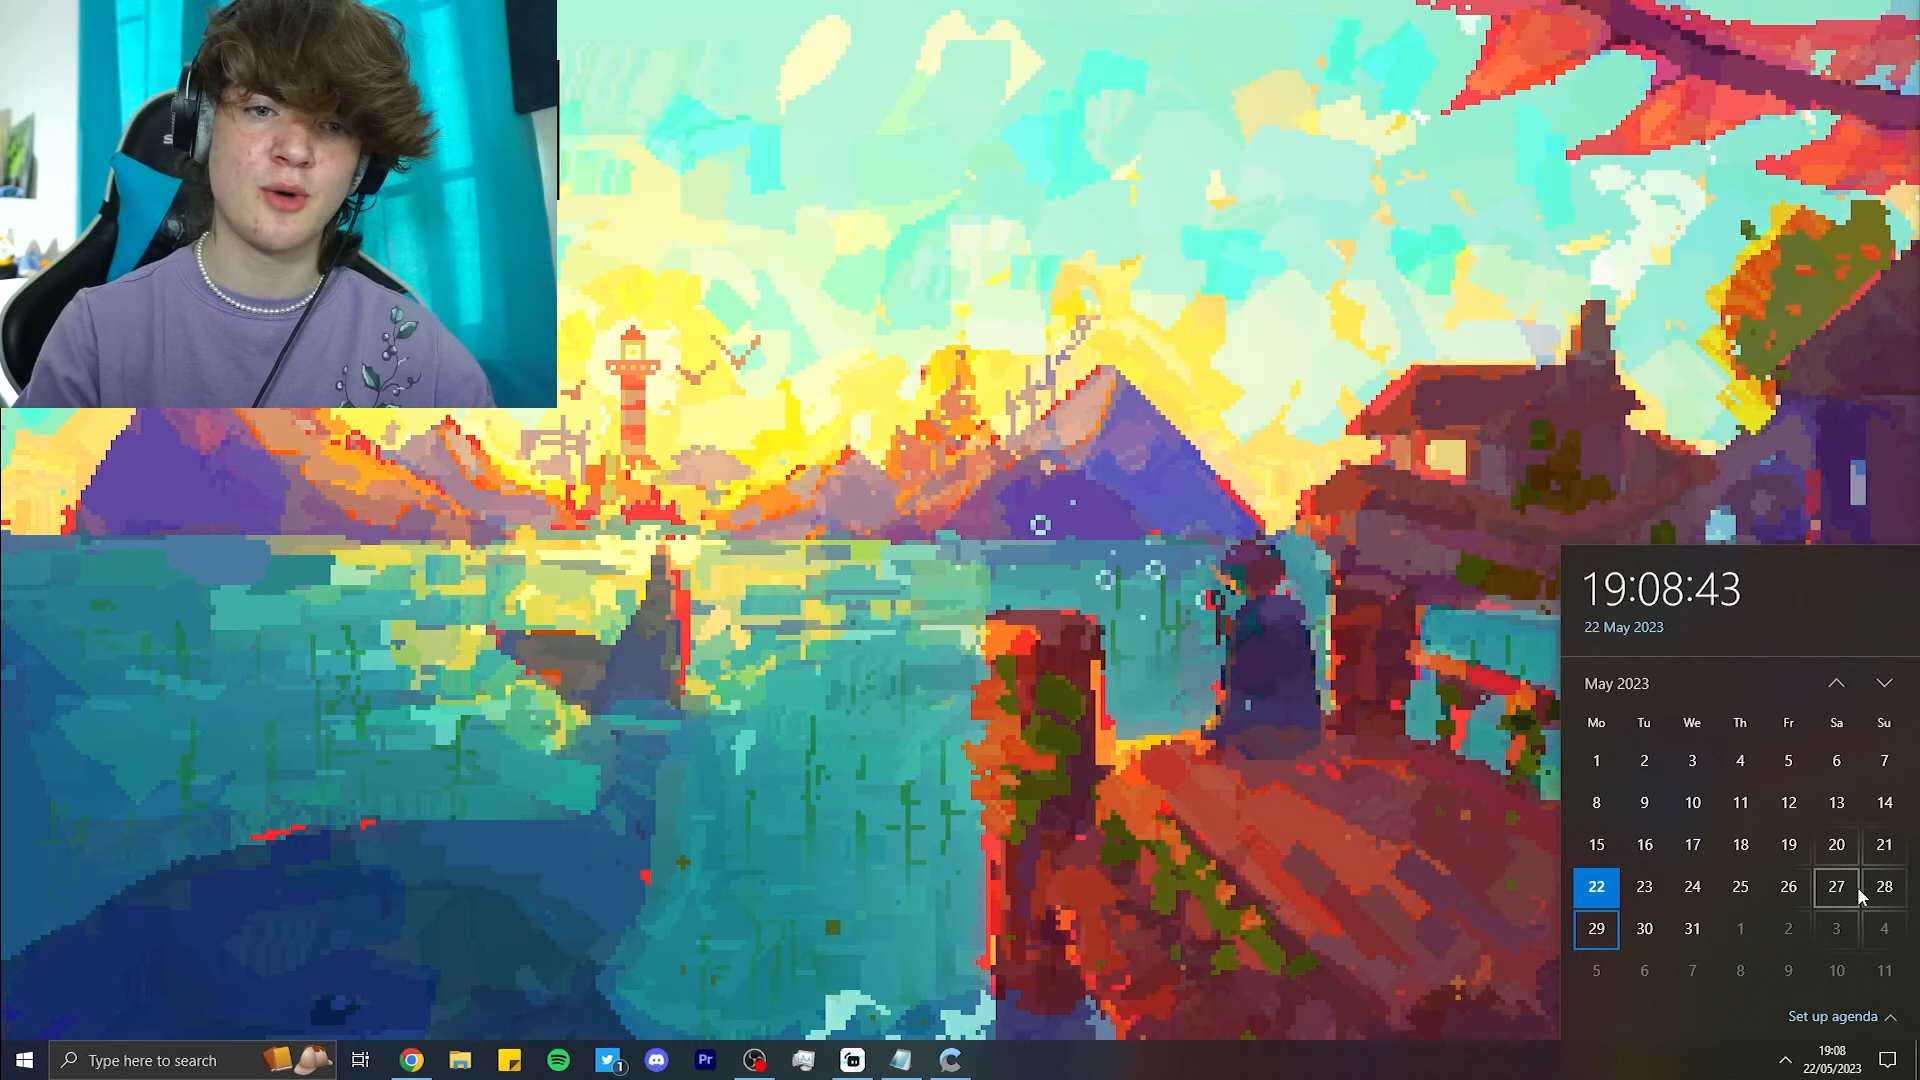 19:08:43
22 May 2023
May 2023
Mo Tu We Th Fr Sa Su
1 2 3 4 5 6 7
8 9 10 11 12 13 14
15 16 17 18 19 20 21
22 23 24 25 26 27 28
29 30 31 1 2 3 4
5 6 7 8 9 10 11
Set up agenda
Type here to search
1
Pr
19:08
22/05/2023